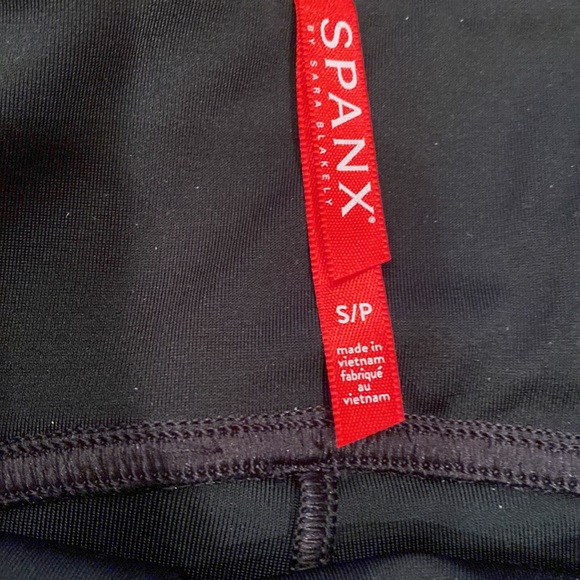 SPANX®
BY SARA BLAKELY
S/P
made in
vietnam
fabriqué
au
vietnam